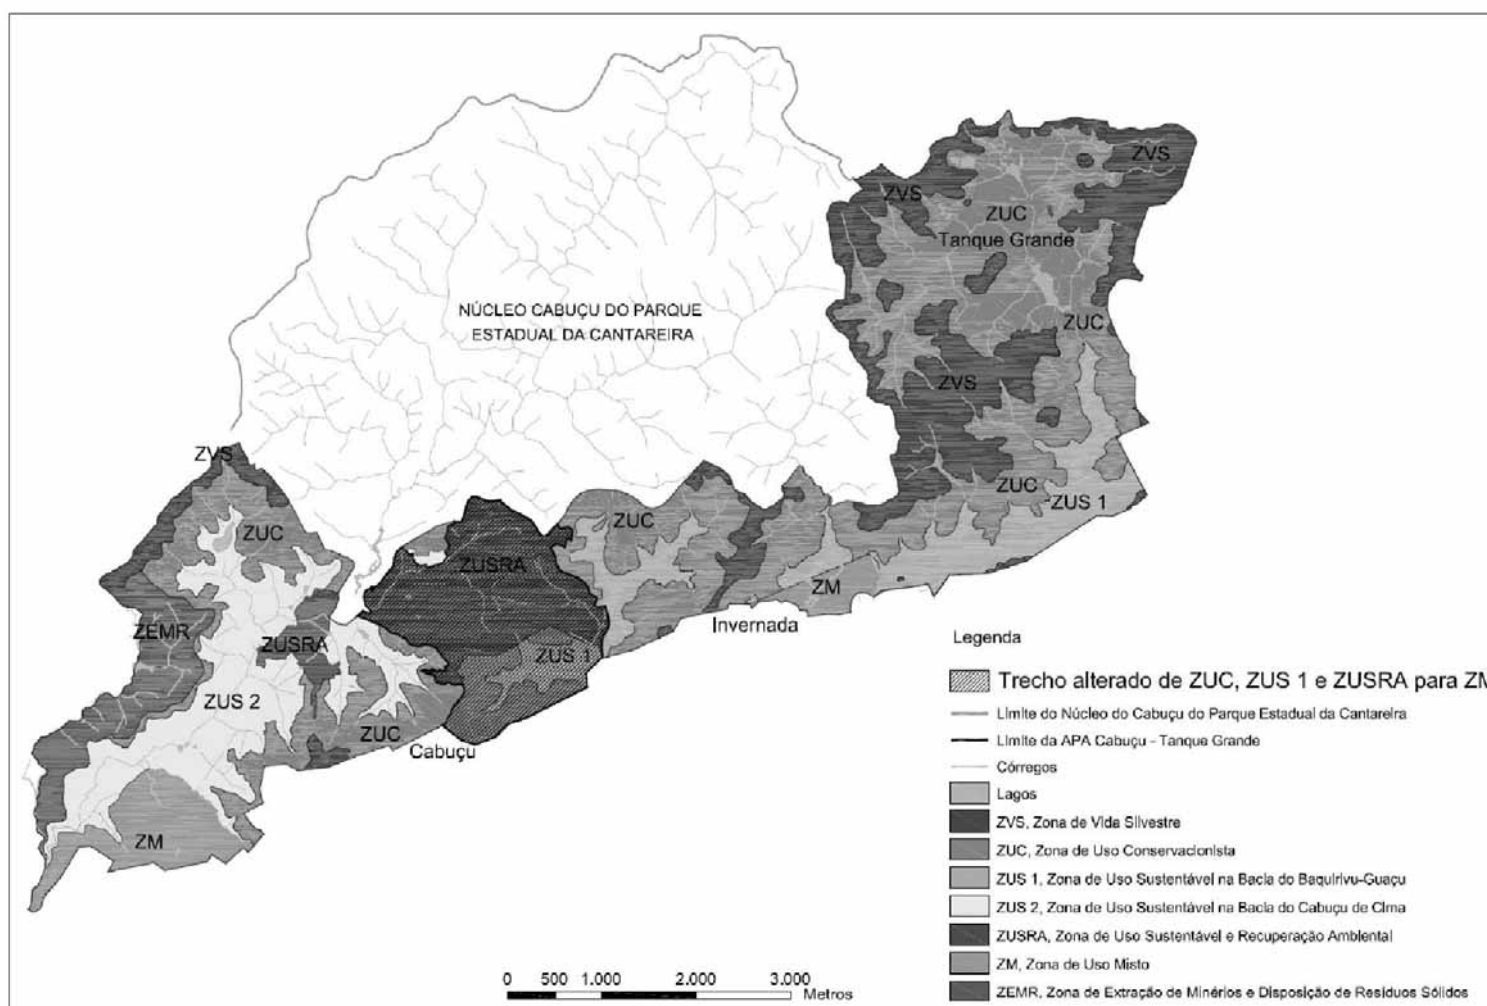 ZVS
ZVS
ZUC
Tanque Grande
NÚCLEO CABUÇU DO PARQUE
ESTADUAL DA CANTAREIRA
ZUC
ZVS
ZVS
ZUC
ZUS 1
ZUC
ZUC
ZUSRA
ZM
Invernada
ZEMR
ZUSRA
ZUS 1
ZUS 2
ZUC
Cabuçu
ZM
Legenda
Trecho alterado de ZUC, ZUS 1 e ZUSRA para ZM
Limite do Núcleo do Cabuçu do Parque Estadual da Cantareira
Limite da APA Cabuçu - Tanque Grande
Córregos
Lagos
ZVS, Zona de Vida Silvestre
ZUC, Zona de Uso Conservacionista
ZUS 1, Zona de Uso Sustentável na Bacia do Baquirivu-Guaçu
ZUS 2, Zona de Uso Sustentável na Bacia do Cabuçu de Cima
ZUSRA, Zona de Uso Sustentável e Recuperação Ambiental
ZM, Zona de Uso Misto
ZEMR, Zona de Extração de Minérios e Disposição de Resíduos Sólidos
0 500 1.000 2.000 3.000
Metros